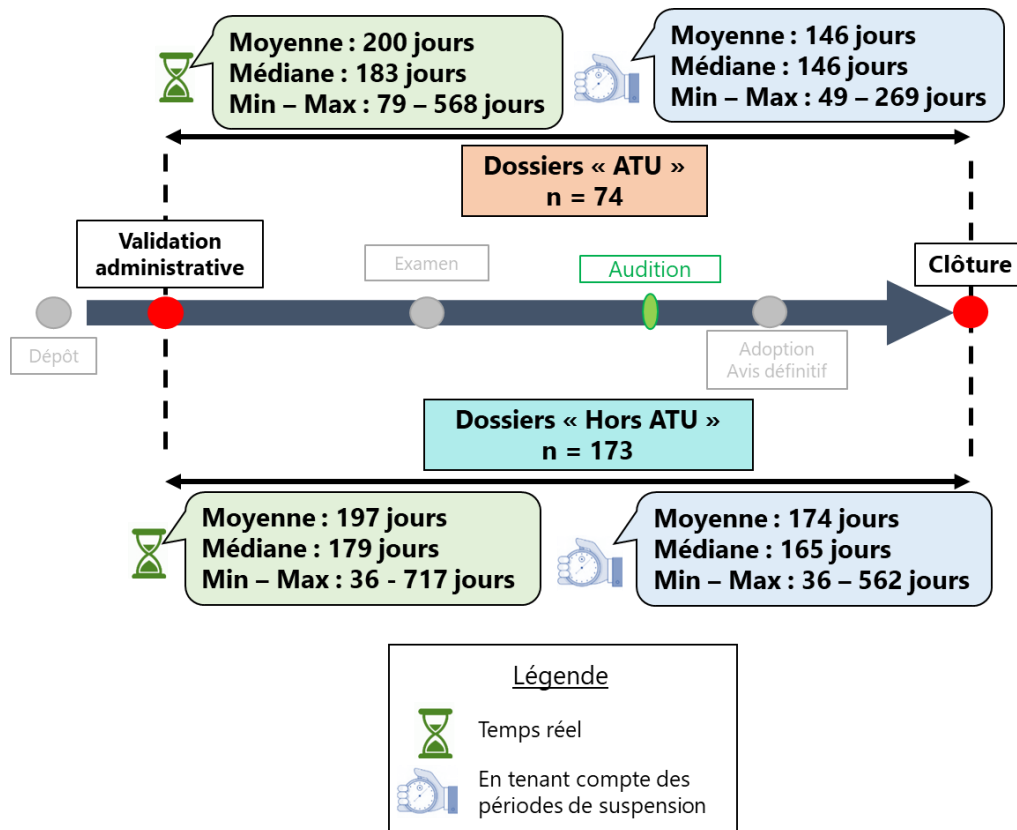 Moyenne : 200 jours
Médiane : 183 jours
Min – Max : 79 – 568 jours
Moyenne : 146 jours
Médiane : 146 jours
Min – Max : 49 – 269 jours
Dossiers « ATU »
n = 74
Validation
administrative
Examen
Audition
Clôture
Dépôt
Adoption
Avis définitif
Dossiers « Hors ATU »
n = 173
Moyenne : 197 jours
Médiane : 179 jours
Min – Max : 36 - 717 jours
Moyenne : 174 jours
Médiane : 165 jours
Min – Max : 36 – 562 jours
Légende
Temps réel
En tenant compte des
périodes de suspension